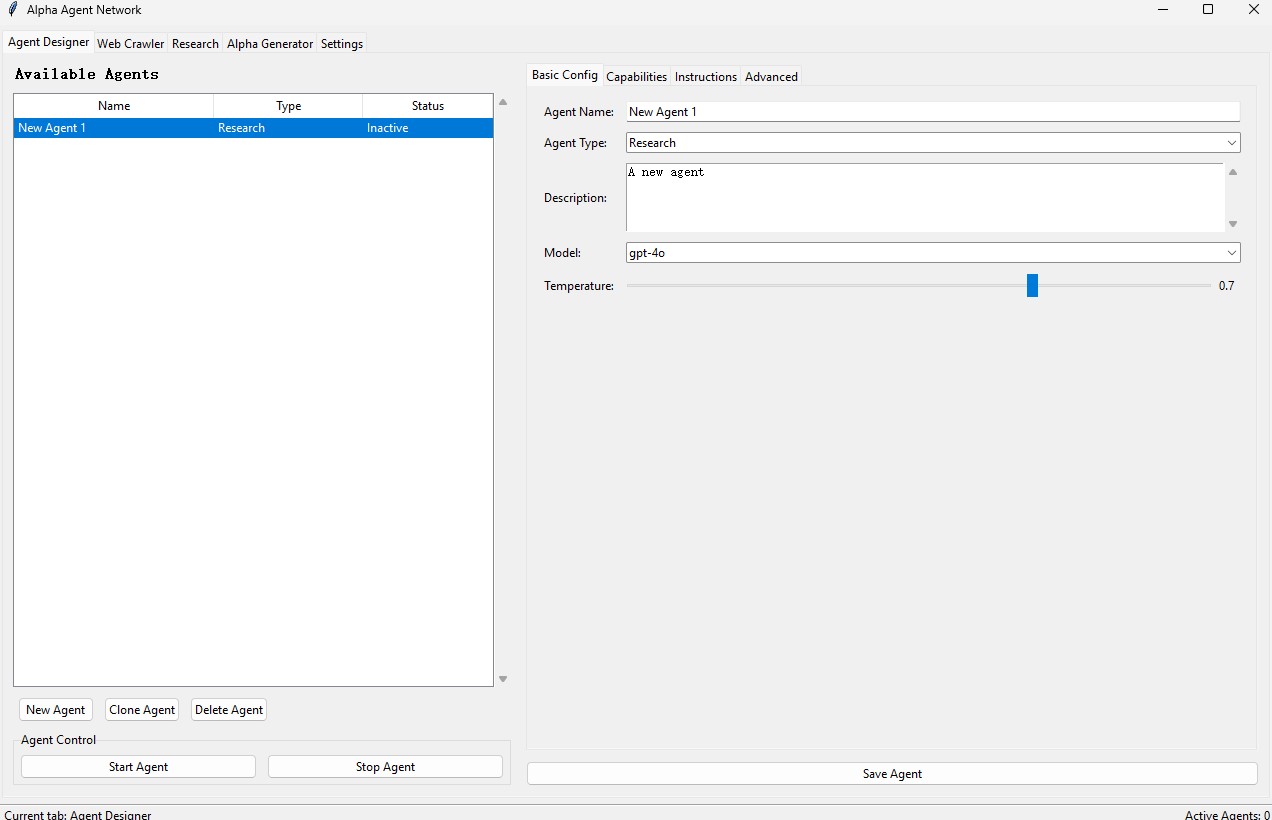 Alpha Agent Network
Agent Designer Web Crawler Research Alpha Generator Settings
Available Agents
Name Type Status
New Agent 1 Research Inactive
New Agent Clone Agent Delete Agent
Agent Control
Start Agent Stop Agent
Basic Config Capabilities Instructions Advanced
Agent Name: New Agent 1
Agent Type: Research
Description: A new agent
Model: gpt-4o
Temperature: 0.7
Save Agent
Current tab: Agent Designer Active Agents: 0